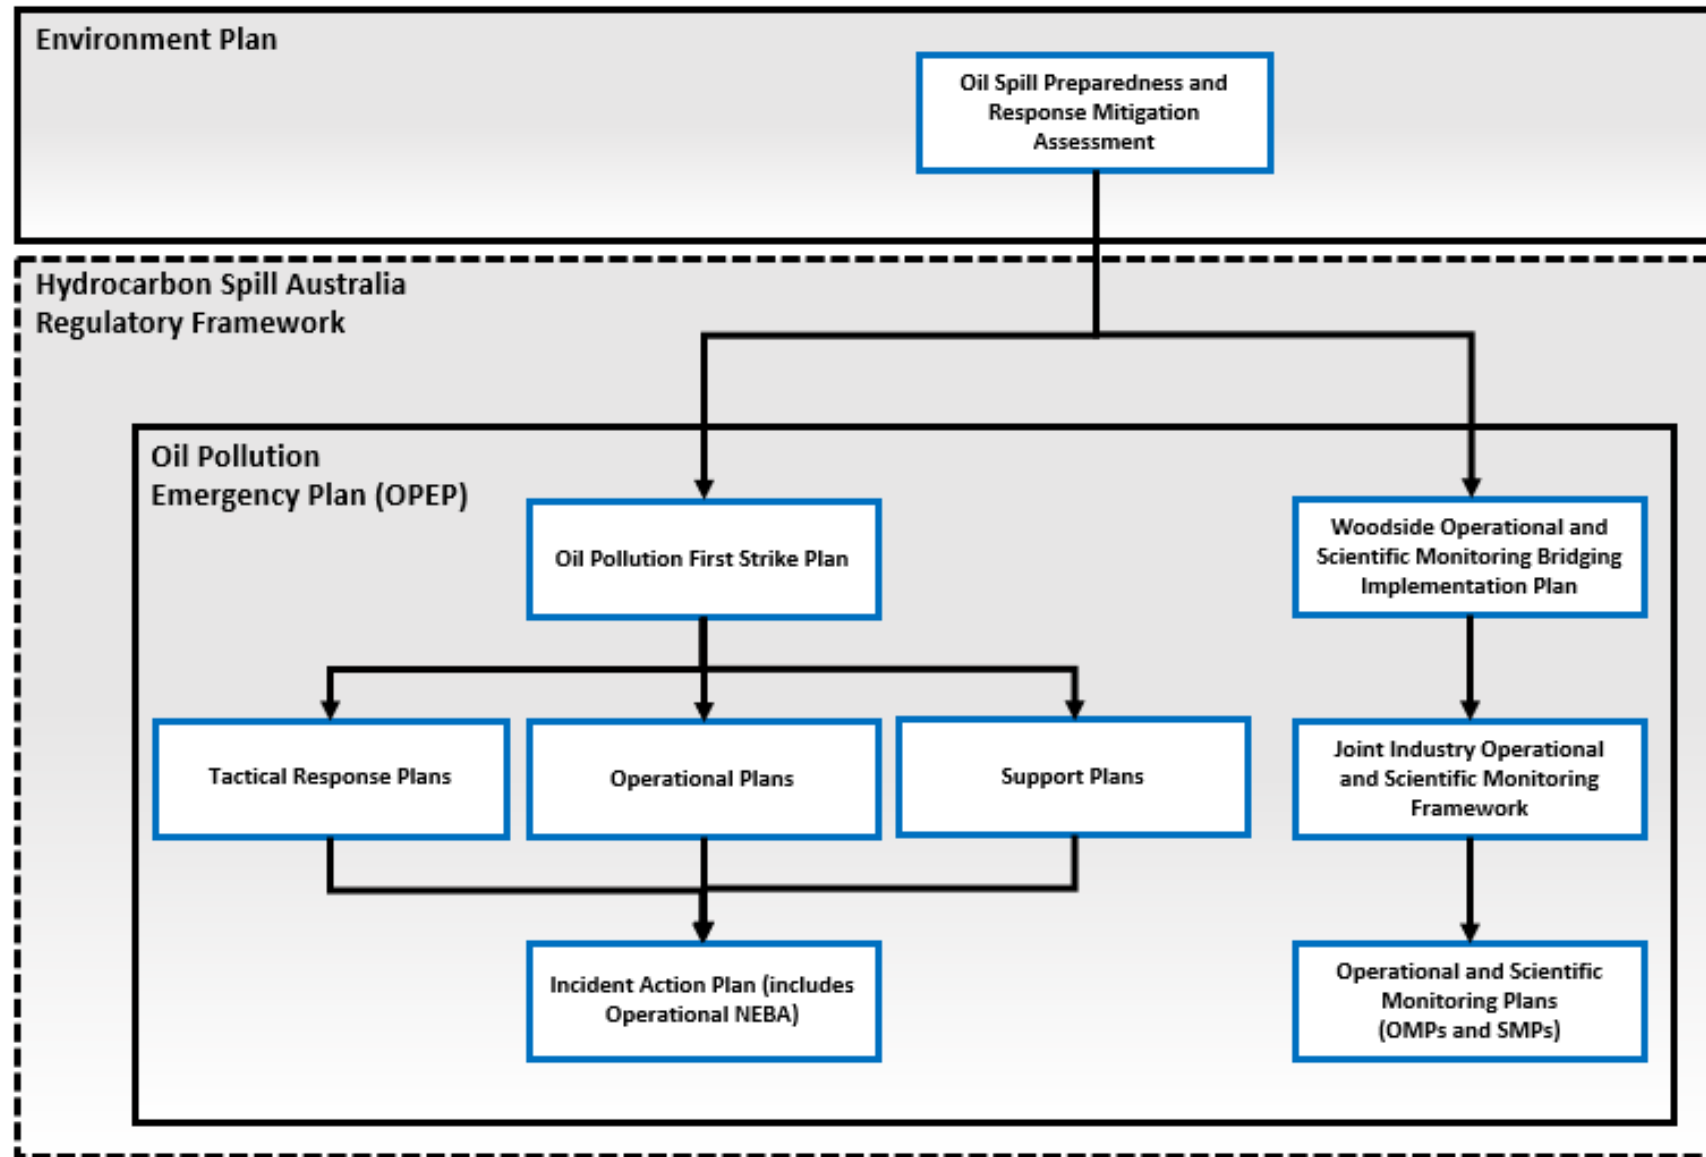 Environment Plan
Oil Spill Preparedness and
Response Mitigation
Assessment
Hydrocarbon Spill Australia
Regulatory Framework
Oil Pollution
Emergency Plan (OPEP)
Oil Pollution First Strike Plan
Woodside Operational and
Scientific Monitoring Bridging
Implementation Plan
Tactical Response Plans
Operational Plans
Support Plans
Joint Industry Operational
and Scientific Monitoring
Framework
Incident Action Plan (includes
Operational NEBA)
Operational and Scientific
Monitoring Plans
(OMPs and SMPs)